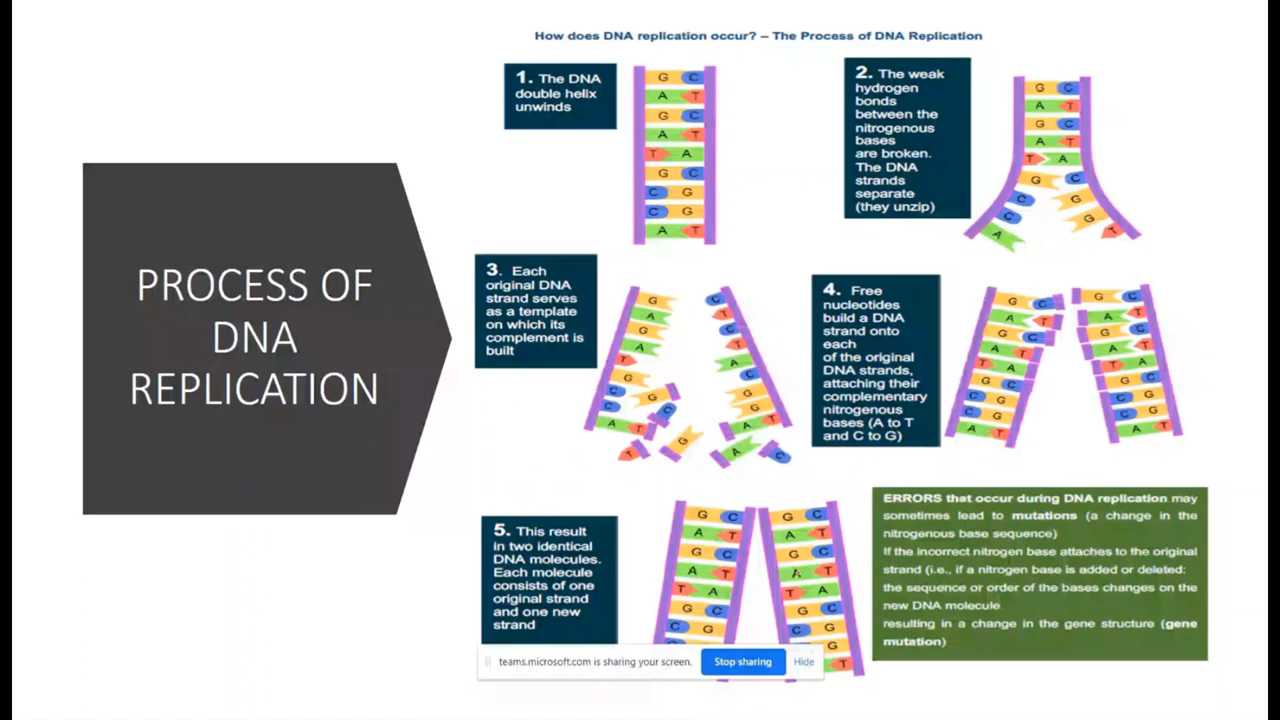 How does DNA replication occur? – The Process of DNA Replication
PROCESS OF
DNA
REPLICATION
1. The DNA
double helix
unwinds
G C
A T
G C
A T
T A
G C
C G
C G
A T
2. The weak
hydrogen
bonds
between the
nitrogenous
bases
are broken.
The DNA
strands
separate
(they unzip)
G C
A T
G C
A T
T A
G C
C G
C G
A T
3. Each
original DNA
strand serves
as a template
on which its
complement is
built
G C
A T
G C
A T
T A
G C
C G G
C C G
A T A T
T G A C
4. Free
nucleotides
build a DNA
strand onto
each
of the original
DNA strands,
attaching their
complementary
nitrogenous
bases (A to T
and C to G)
G C G C
A T A T
G C G C
A T A T
T A T A
G C G C
C G C G
C G C G
A T A T
5. This result
in two identical
DNA molecules.
Each molecule
consists of one
original strand
and one new
strand
G C G C
A T A T
G C G C
A T A T
T A T A
G C G C
C G C G
G
T
ERRORS that occur during DNA replication may
sometimes lead to mutations (a change in the
nitrogenous base sequence)
If the incorrect nitrogen base attaches to the original
strand (i.e., if a nitrogen base is added or deleted:
the sequence or order of the bases changes on the
new DNA molecule
resulting in a change in the gene structure (gene
mutation)
teams.microsoft.com is sharing your screen. Stop sharing Hide